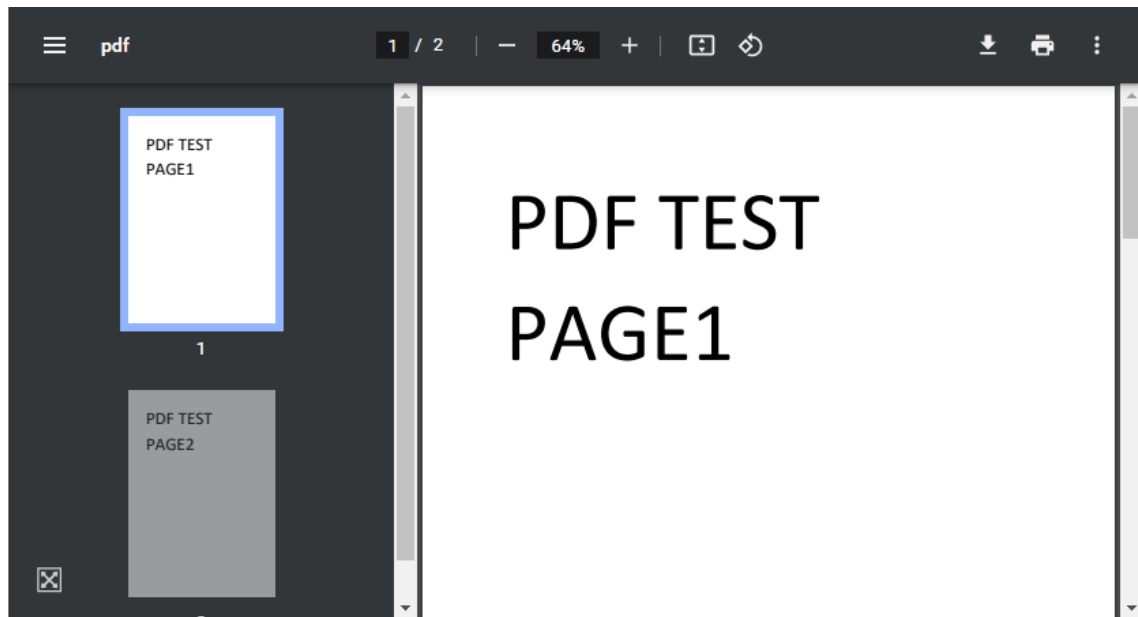 pdf
1 / 2
64%
PDF TEST
PAGE1
1
PDF TEST
PAGE2
PDF TEST
PAGE1